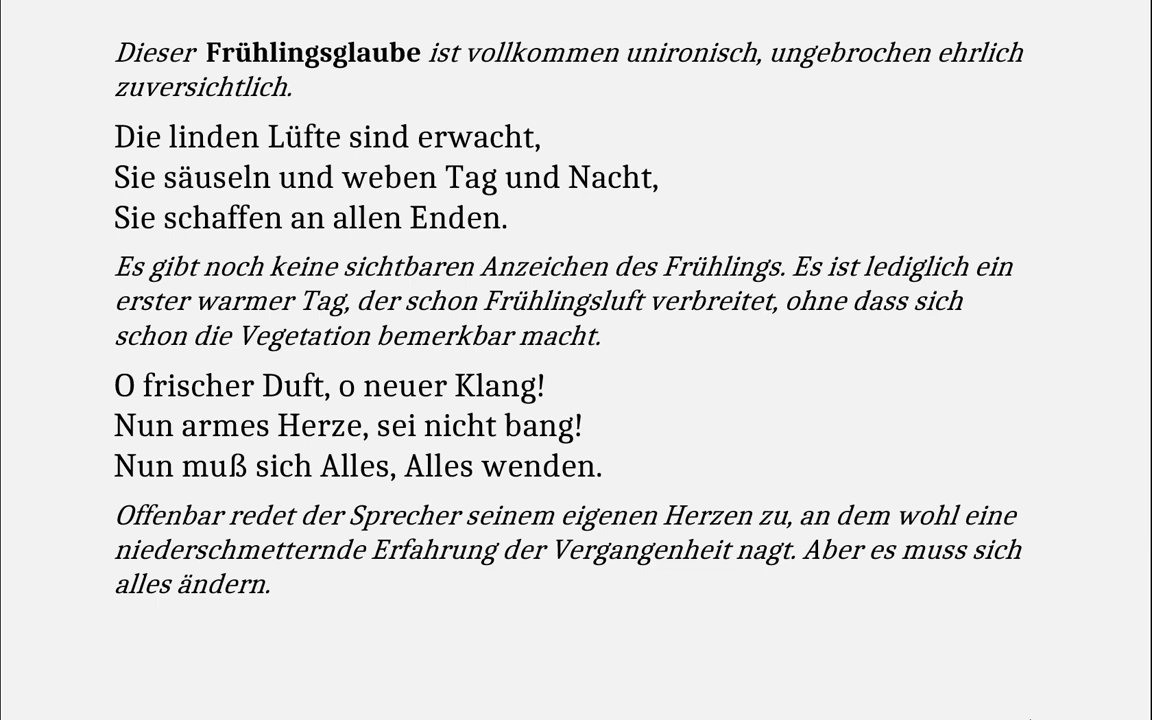 Dieser Frühlingsglaube ist vollkommen unironisch, ungebrochen ehrlich
zuversichtlich.
Die linden Lüfte sind erwacht,
Sie säuseln und weben Tag und Nacht,
Sie schaffen an allen Enden.
Es gibt noch keine sichtbaren Anzeichen des Frühlings. Es ist lediglich ein
erster warmer Tag, der schon Frühlingsluft verbreitet, ohne dass sich
schon die Vegetation bemerkbar macht.
O frischer Duft, o neuer Klang!
Nun armes Herze, sei nicht bang!
Nun muß sich Alles, Alles wenden.
Offenbar redet der Sprecher seinem eigenen Herzen zu, an dem wohl eine
niederschmetternde Erfahrung der Vergangenheit nagt. Aber es muss sich
alles ändern.